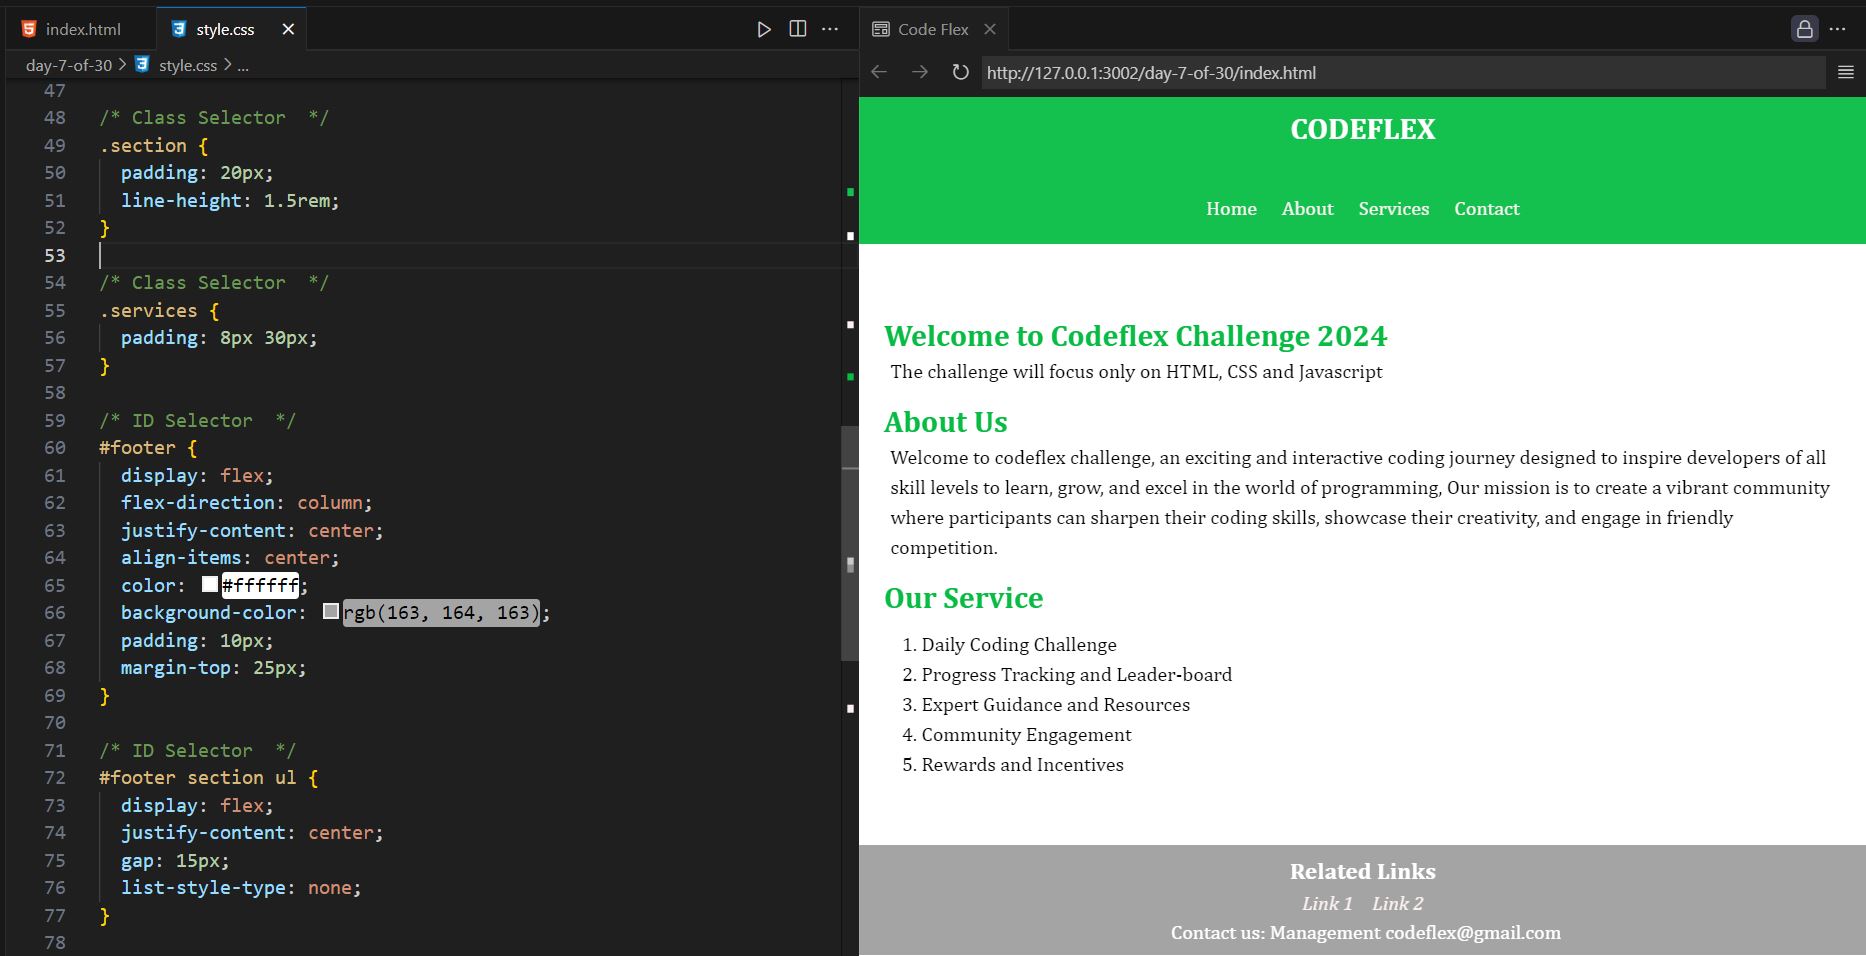 index.html
style.css
day-7-of-30 > style.css > ...
47
48 /* Class Selector  */
49 .section {
50   padding: 20px;
51   line-height: 1.5rem;
52 }
53
54 /* Class Selector  */
55 .services {
56   padding: 8px 30px;
57 }
58
59 /* ID Selector  */
60 #footer {
61   display: flex;
62   flex-direction: column;
63   justify-content: center;
64   align-items: center;
65   color: #ffffff;
66   background-color: rgb(163, 164, 163);
67   padding: 10px;
68   margin-top: 25px;
69 }
70
71 /* ID Selector  */
72 #footer section ul {
73   display: flex;
74   justify-content: center;
75   gap: 15px;
76   list-style-type: none;
77 }
78
Code Flex
http://127.0.0.1:3002/day-7-of-30/index.html
CODEFLEX
Home About Services Contact
Welcome to Codeflex Challenge 2024
The challenge will focus only on HTML, CSS and Javascript
About Us
Welcome to codeflex challenge, an exciting and interactive coding journey designed to inspire developers of all
skill levels to learn, grow, and excel in the world of programming, Our mission is to create a vibrant community
where participants can sharpen their coding skills, showcase their creativity, and engage in friendly
competition.
Our Service
1. Daily Coding Challenge
2. Progress Tracking and Leader-board
3. Expert Guidance and Resources
4. Community Engagement
5. Rewards and Incentives
Related Links
Link 1 Link 2
Contact us: Management codeflex@gmail.com